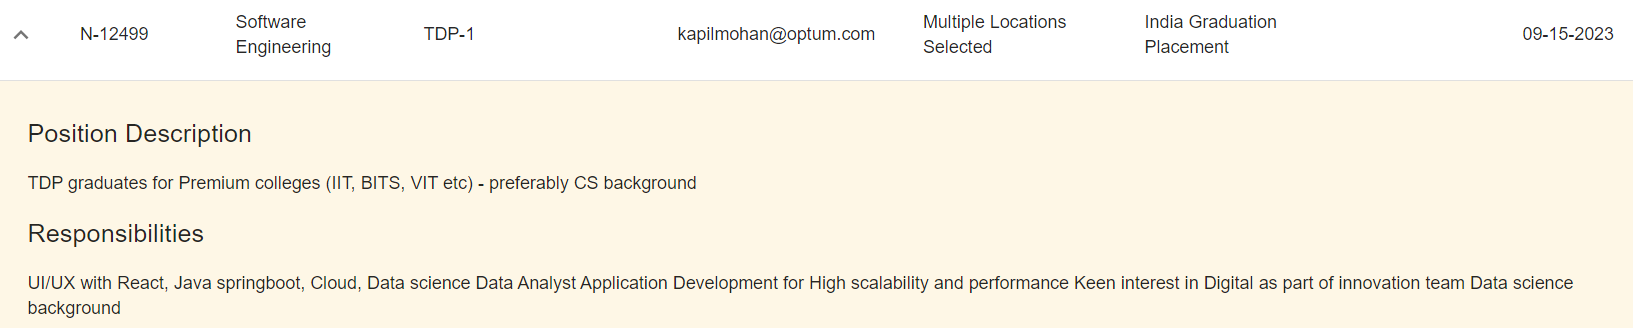 N-12499
Software
Engineering
TDP-1
kapilmohan@optum.com
Multiple Locations
Selected
India Graduation
Placement
09-15-2023
Position Description
TDP graduates for Premium colleges (IIT, BITS, VIT etc) - preferably CS background
Responsibilities
UI/UX with React, Java springboot, Cloud, Data science Data Analyst Application Development for High scalability and performance Keen interest in Digital as part of innovation team Data science
background